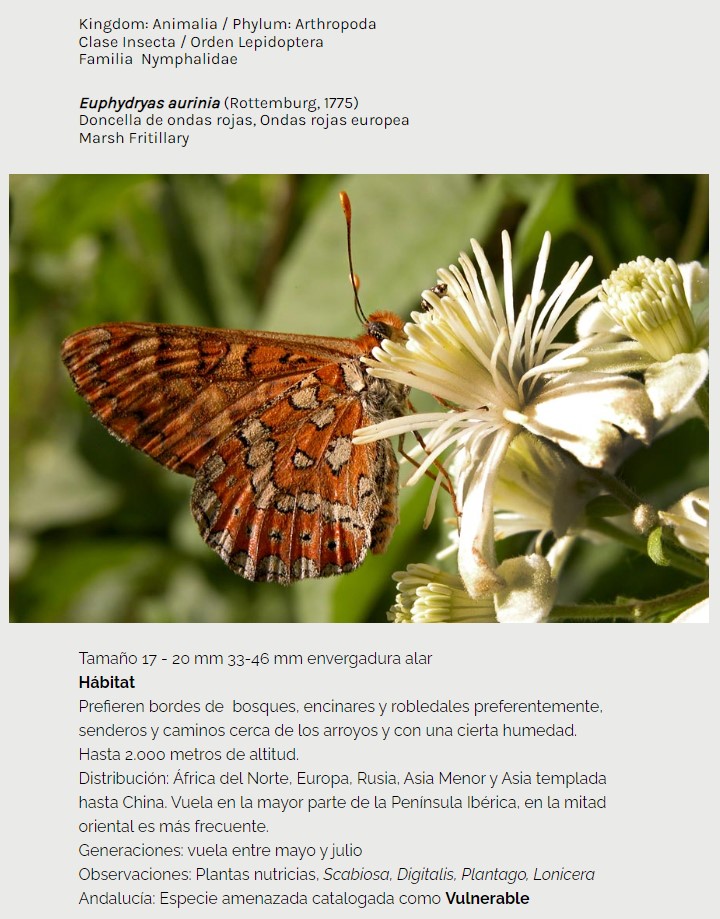 Kingdom: Animalia / Phylum: Arthropoda
Clase Insecta / Orden Lepidoptera
Familia  Nymphalidae
Euphydryas aurinia (Rottemburg, 1775)
Doncella de ondas rojas, Ondas rojas europea
Marsh Fritillary
Tamaño 17 - 20 mm 33-46 mm envergadura alar
Hábitat
Prefieren bordes de  bosques, encinares y robledales preferentemente,
senderos y caminos cerca de los arroyos y con una cierta humedad.
Hasta 2.000 metros de altitud.
Distribución: África del Norte, Europa, Rusia, Asia Menor y Asia templada
hasta China. Vuela en la mayor parte de la Península Ibérica, en la mitad
oriental es más frecuente.
Generaciones: vuela entre mayo y julio
Observaciones: Plantas nutricias, Scabiosa, Digitalis, Plantago, Lonicera
Andalucía: Especie amenazada catalogada como Vulnerable